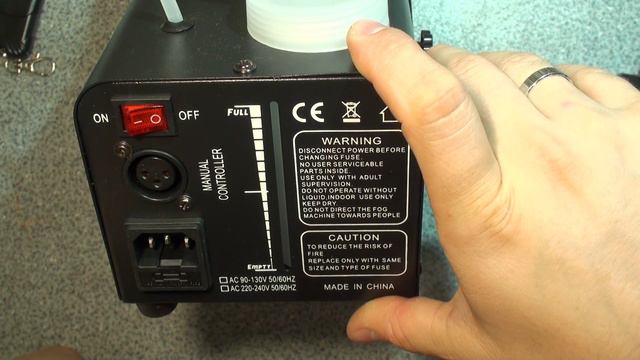 ON
OFF
MANUAL
CONTROLLER
FULL
EMPTY
AC 90-130V 50/60HZ
AC 220-240V 50/60HZ
CE
WARNING
DISCONNECT POWER BEFORE
CHANGING FUSE.
NO USER SERVICEABLE
PARTS INSIDE.
USE ONLY WITH ADULT
SUPERVISION.
DO NOT OPERATE WITHOUT
LIQUID,INDOOR USE ONLY
KEEP DRY.
DO NOT DIRECT THE FOG
MACHINE TOWARDS PEOPLE
CAUTION
TO REDUCE THE RISK OF
FIRE
REPLACE ONLY WITH SAME
SIZE AND TYPE OF FUSE
MADE IN CHINA